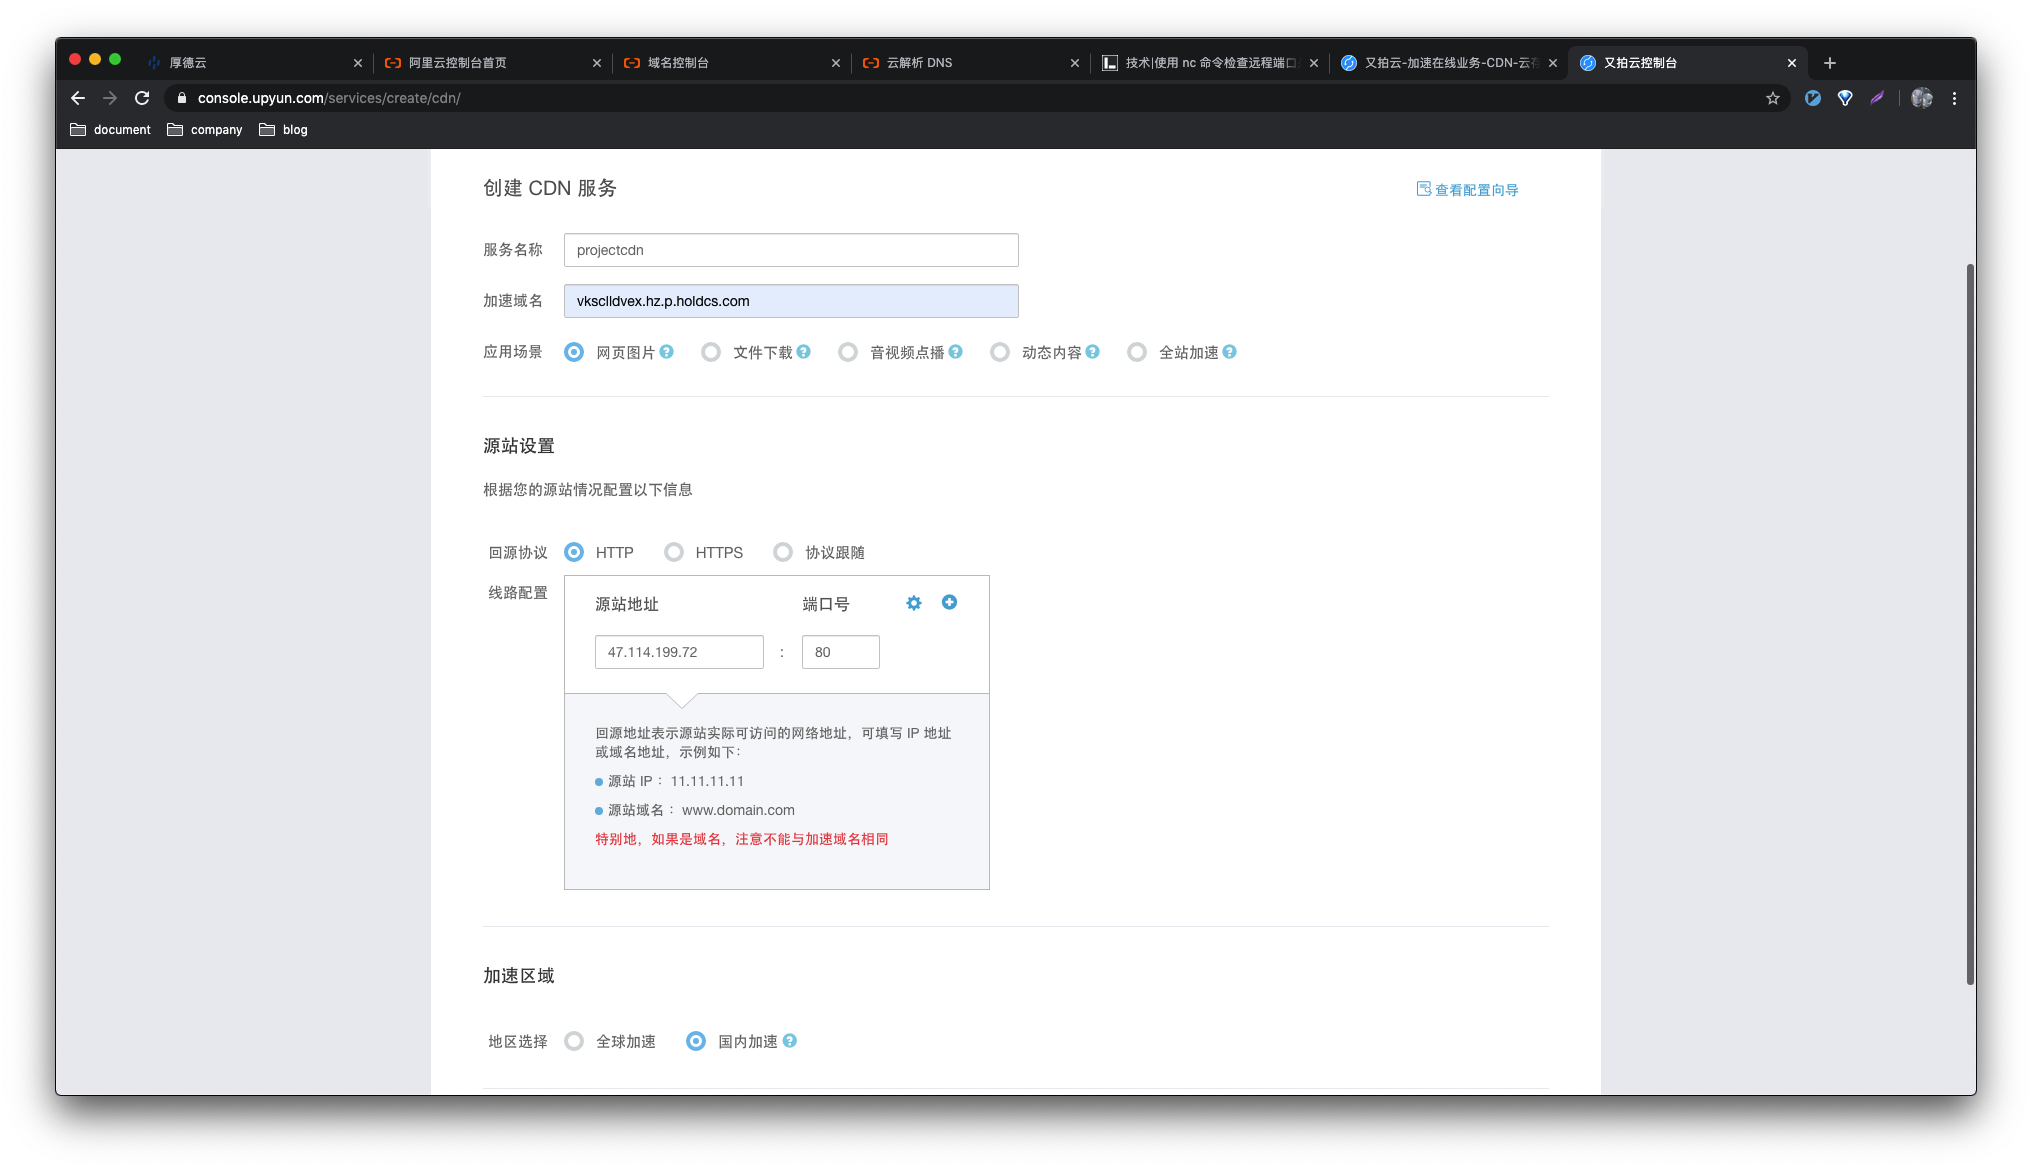 厚德云
阿里云控制台首页
域名控制台
云解析 DNS
技术|使用 nc 命令检查远程端口
又拍云-加速在线业务-CDN-云存
又拍云控制台
console.upyun.com/services/create/cdn/
document company blog
创建 CDN 服务
查看配置向导
服务名称 projectcdn
加速域名 vksclldvex.hz.p.holdcs.com
应用场景 网页图片 文件下载 音视频点播 动态内容 全站加速
源站设置
根据您的源站情况配置以下信息
回源协议 HTTP HTTPS 协议跟随
线路配置
源站地址 端口号
47.114.199.72 : 80
回源地址表示源站实际可访问的网络地址，可填写 IP 地址
或域名地址，示例如下：
源站 IP： 11.11.11.11
源站域名： www.domain.com
特别地，如果是域名，注意不能与加速域名相同
加速区域
地区选择 全球加速 国内加速